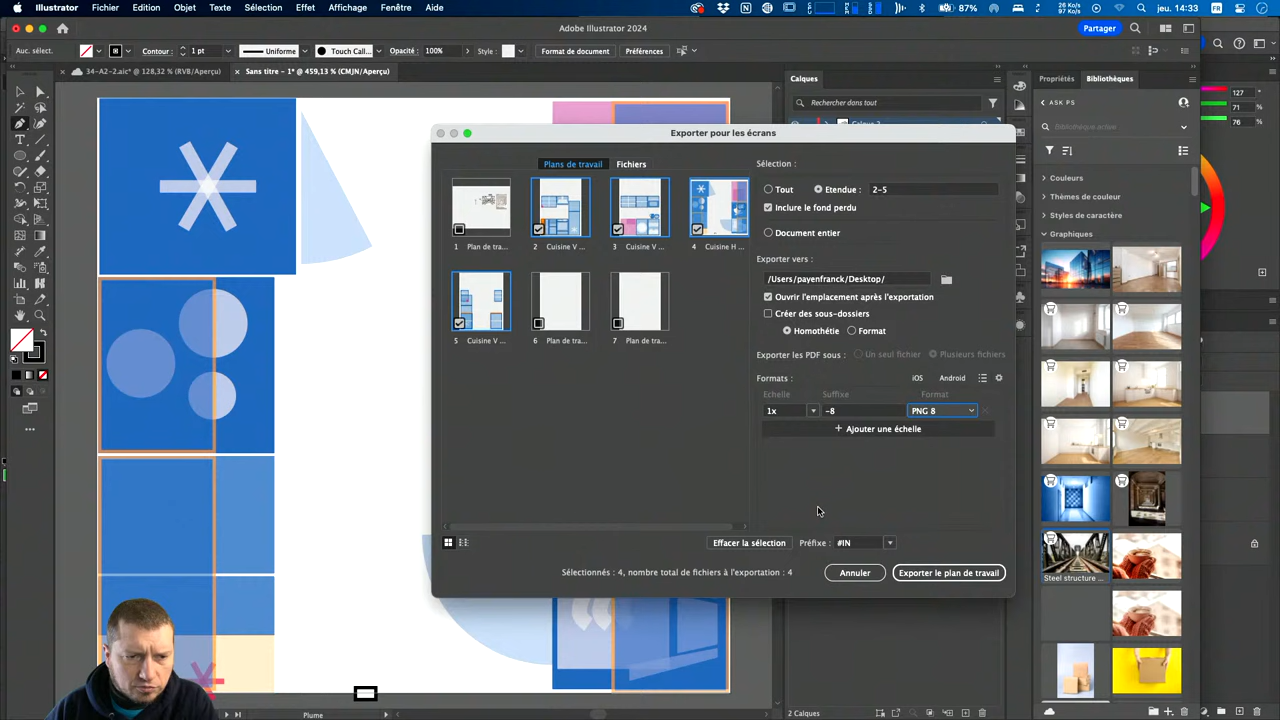 Illustrator Fichier Edition Objet Texte Sélection Effet Affichage Fenêtre Aide
26 Ko/s
24 Ko/s
87% FR jeu. 14:33
Adobe Illustrator 2024
Partager
Auc. sélect. Contour : 1 pt Uniforme Touch Call... Opacité : 100% Style : Format de document Préférences
34-A2-2.aic* @ 128,32 % (RVB/Aperçu)
Sans titre - 1* @ 459,13 % (CMJN/Aperçu)
Calques
Rechercher dans tout
Propriétés Bibliothèques
ASK PS
Bibliothèque active
Couleurs
Thèmes de couleur
Styles de caractère
Graphiques
Steel structure ...
127
71
76
%
%
Exporter pour les écrans
Plans de travail Fichiers
1 Plan de tra...
2 Cuisine V ...
3 Cuisine V ...
4 Cuisine H ...
5 Cuisine V ...
6 Plan de tra...
7 Plan de tra...
Sélection :
Tout Etendue : 2-5
Inclure le fond perdu
Document entier
Exporter vers :
/Users/payenfranck/Desktop/
Ouvrir l'emplacement après l'exportation
Créer des sous-dossiers
Homothétie Format
Exporter les PDF sous : Un seul fichier Plusieurs fichiers
Formats : iOS Android
Echelle Suffixe Format
1x -8 PNG 8
+ Ajouter une échelle
Effacer la sélection Préfixe : #IN
Sélectionnés : 4, nombre total de fichiers à l'exportation : 4
Annuler Exporter le plan de travail
Plume
2 Calques